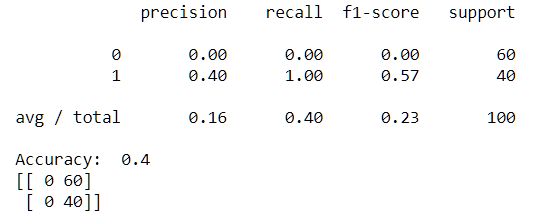 precision recall f1-score support
0 0.00 0.00 0.00 60
1 0.40 1.00 0.57 40
avg / total 0.16 0.40 0.23 100
Accuracy: 0.4
[[ 0 60]
[ 0 40]]